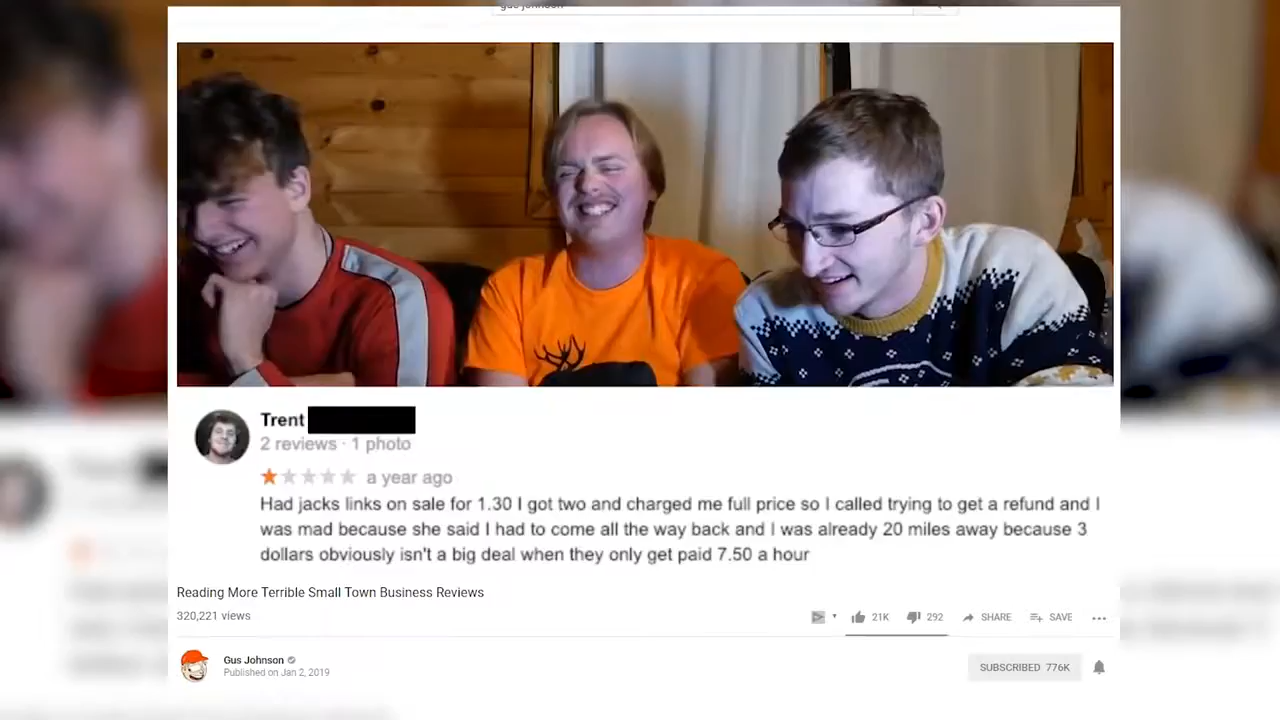 gus johnson
Trent
2 reviews · 1 photo
a year ago
Had jacks links on sale for 1.30 I got two and charged me full price so I called trying to get a refund and I
was mad because she said I had to come all the way back and I was already 20 miles away because 3
dollars obviously isn't a big deal when they only get paid 7.50 a hour
Reading More Terrible Small Town Business Reviews
320,221 views
21K 292 SHARE SAVE
Gus Johnson
Published on Jan 2, 2019
SUBSCRIBED 776K